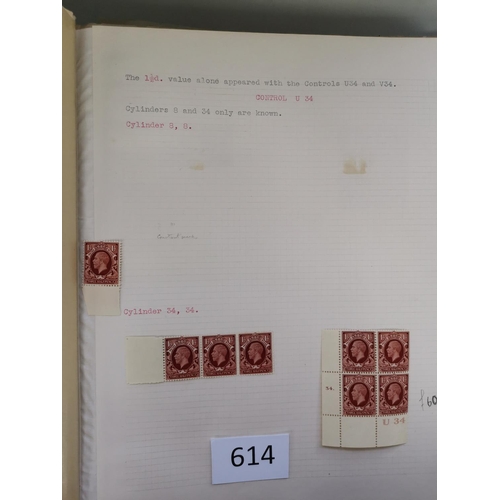 The 1½d. value alone appeared with the Controls U34 and V34.
CONTROL U 34
Cylinders 8 and 34 only are known.
Cylinder 8, 8.
Cylinder 34, 34.
34.
U 34
£60
614